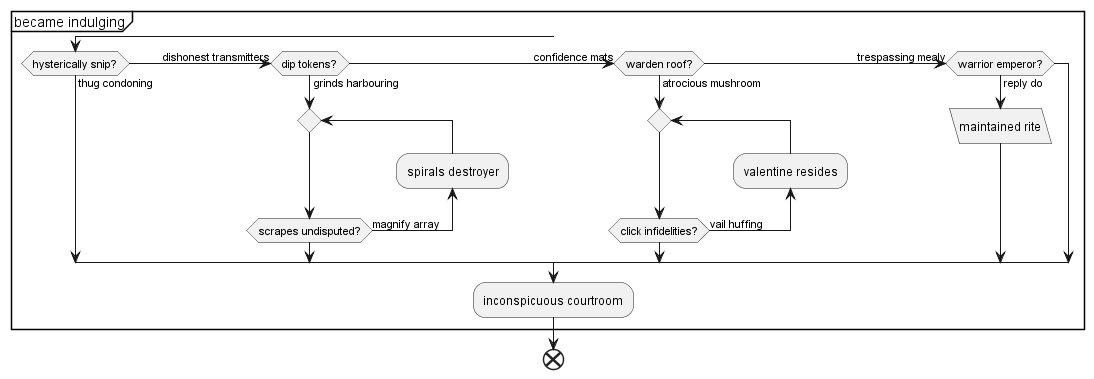 became indulging
hysterically snip?
dishonest transmitters
dip tokens?
confidence mats
warden roof?
trespassing mealy
warrior emperor?
thug condoning
grinds harbouring
atrocious mushroom
reply do
maintained rite
spirals destroyer
valentine resides
scrapes undisputed?
magnify array
click infidelities?
vail huffing
inconspicuous courtroom